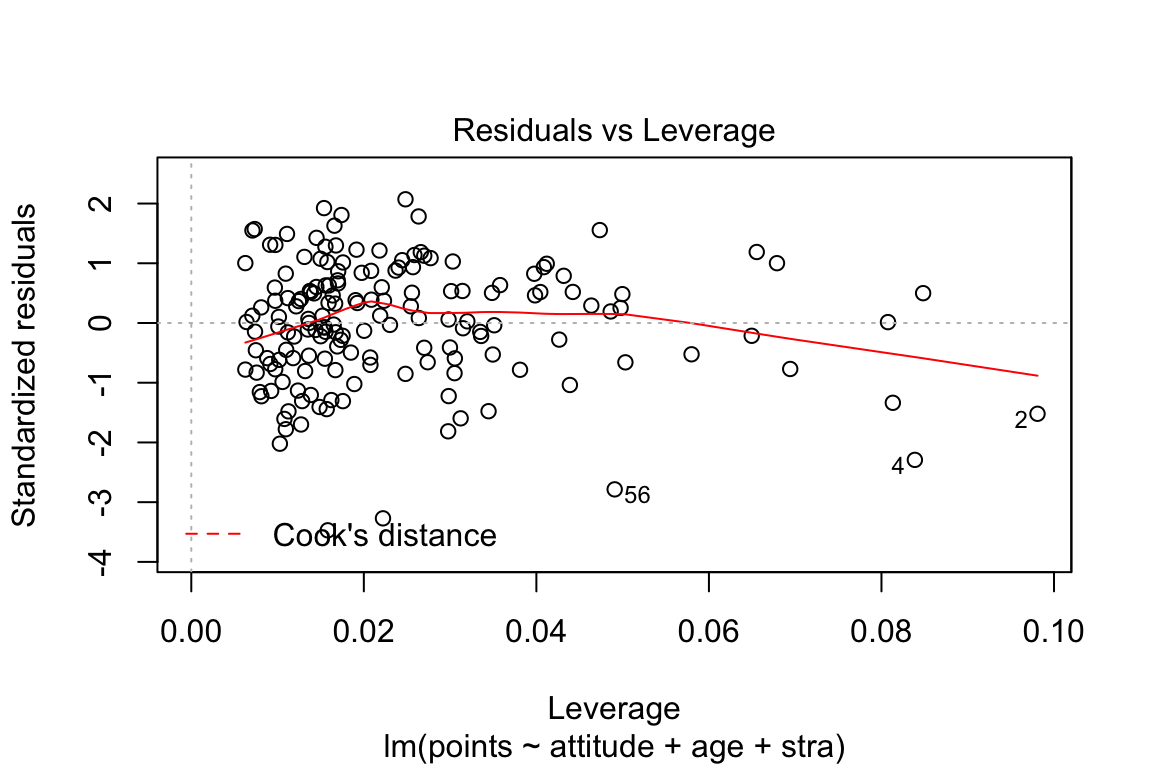 Residuals vs Leverage
Standardized residuals
2
1
0
-1
-2
-3
-4
2
4
56
Cook's distance
0.00 0.02 0.04 0.06 0.08 0.10
Leverage
lm(points ~ attitude + age + stra)